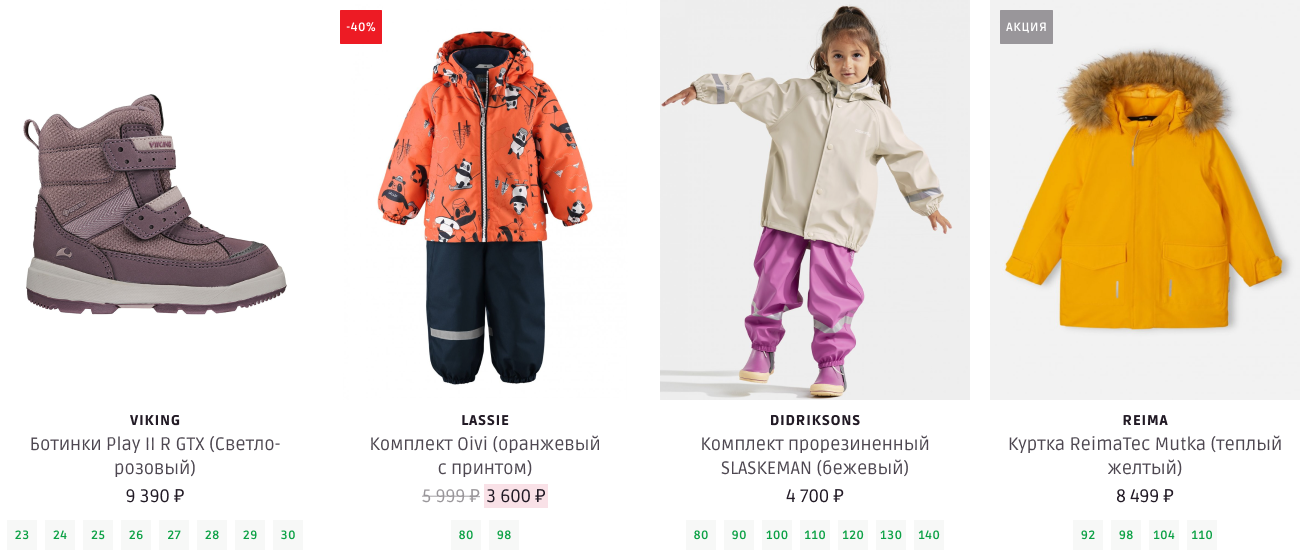 VIKING
VIKING
Ботинки Play II R GTX (Светло-
розовый)
9 390 ₽
23 24 25 26 27 28 29 30
-40%
LASSIE
Комплект Oivi (оранжевый
с принтом)
5 999 ₽ 3 600 ₽
80 98
DIDRIKSONS
Комплект прорезиненный
SLASKEMAN (бежевый)
4 700 ₽
80 90 100 110 120 130 140
АКЦИЯ
REIMA
Куртка ReimaTec Mutka (теплый
желтый)
8 499 ₽
92 98 104 110